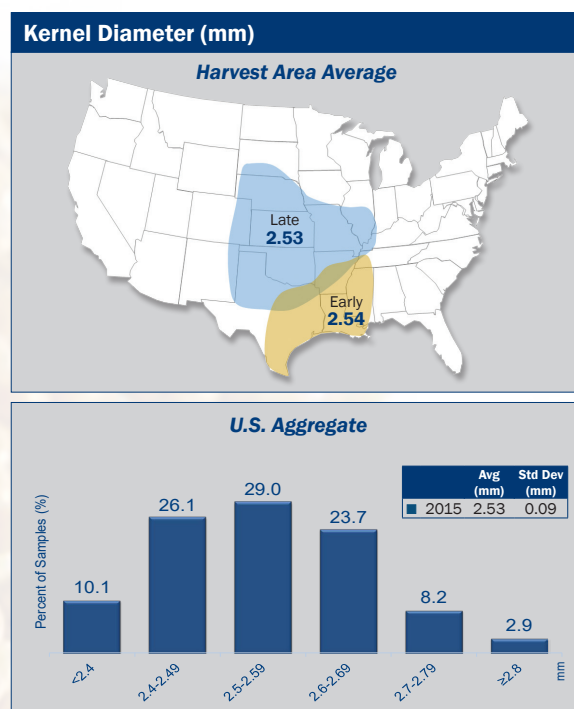 Kernel Diameter (mm)
Harvest Area Average
Late
2.53
Early
2.54
U.S. Aggregate
Avg Std Dev
(mm) (mm)
2015 2.53 0.09
Percent of Samples (%)
10.1
26.1
29.0
23.7
8.2
2.9
<2.4
2.4-2.49
2.5-2.59
2.6-2.69
2.7-2.79
≥2.8
mm